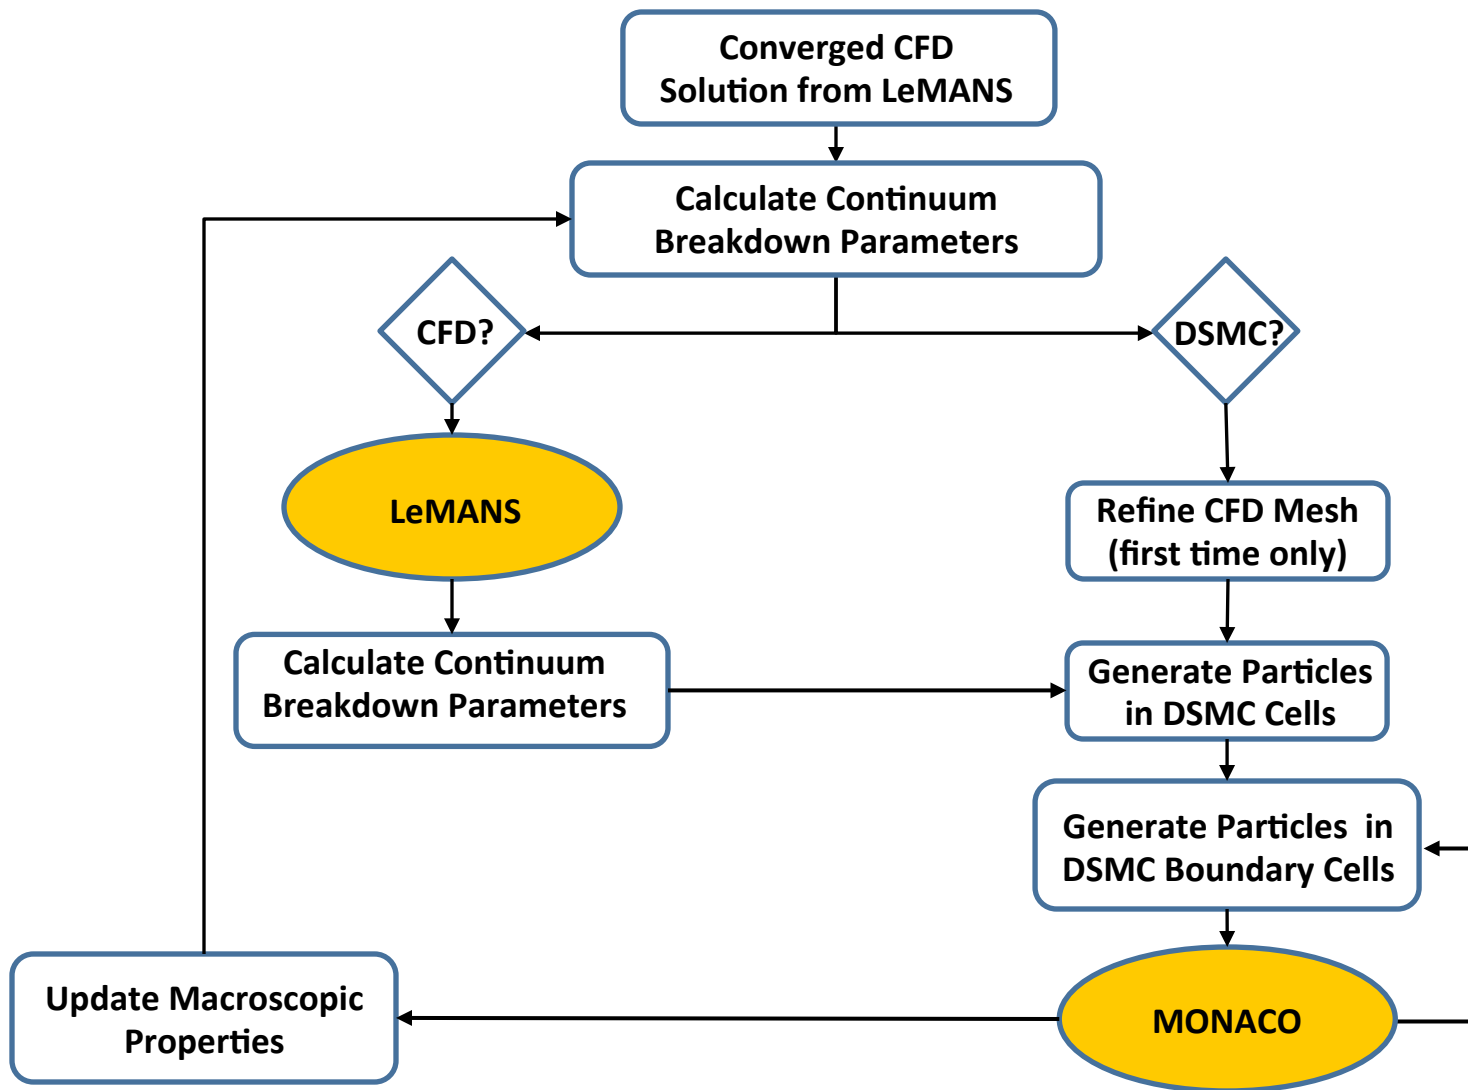 Converged CFD
Solution from LeMANS
Calculate Continuum
Breakdown Parameters
CFD?
DSMC?
LeMANS
Refine CFD Mesh
(first time only)
Calculate Continuum
Breakdown Parameters
Generate Particles
in DSMC Cells
Generate Particles in
DSMC Boundary Cells
Update Macroscopic
Properties
MONACO